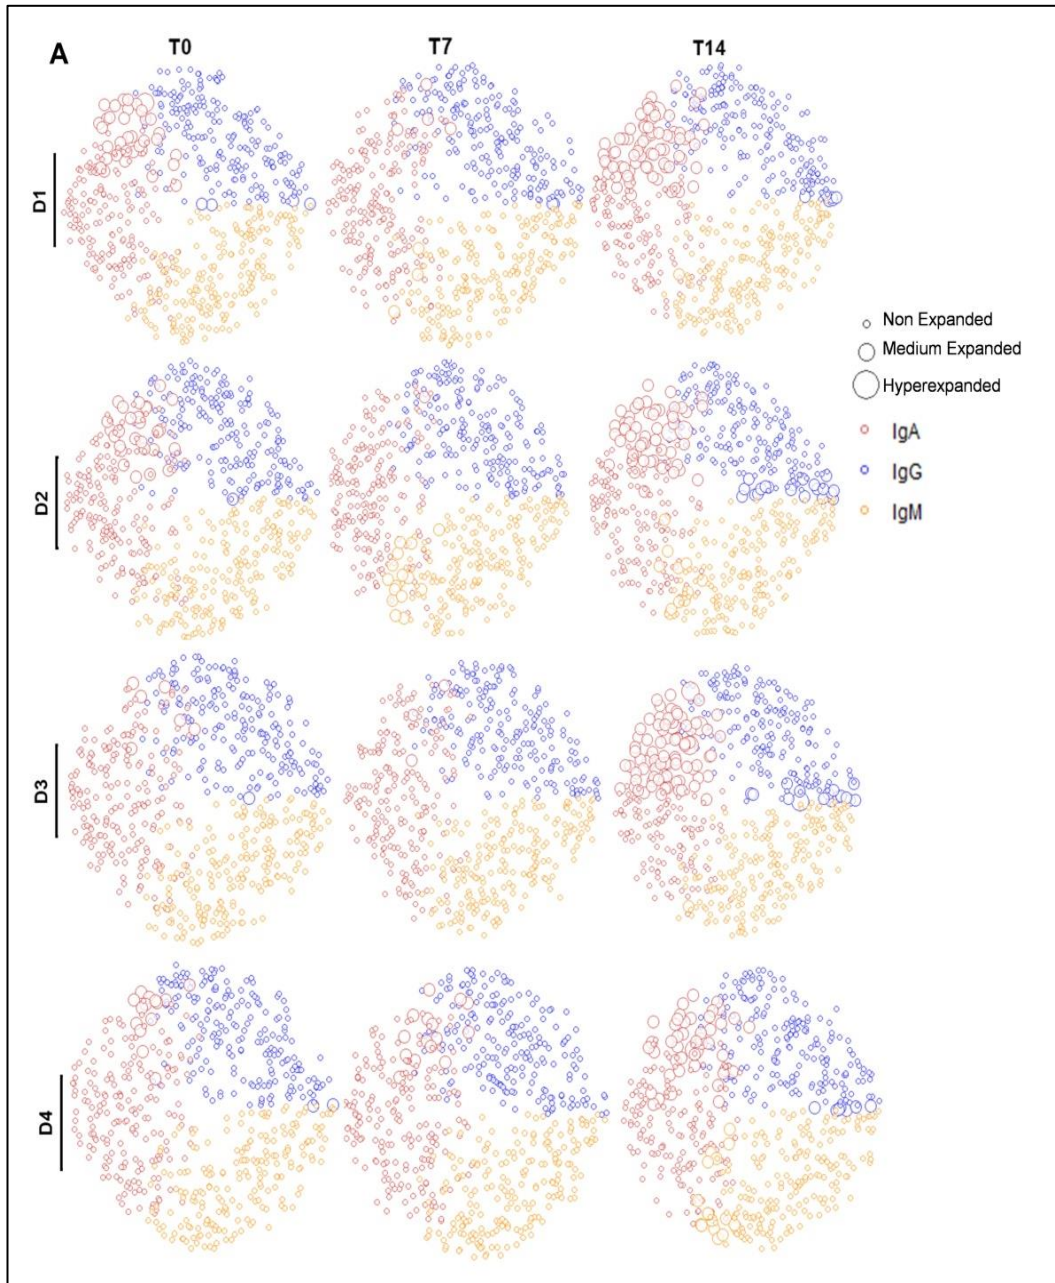 A
T0 T7 T14
D1
Non Expanded
Medium Expanded
Hyperexpanded
IgA
IgG
IgM
D2
D3
D4